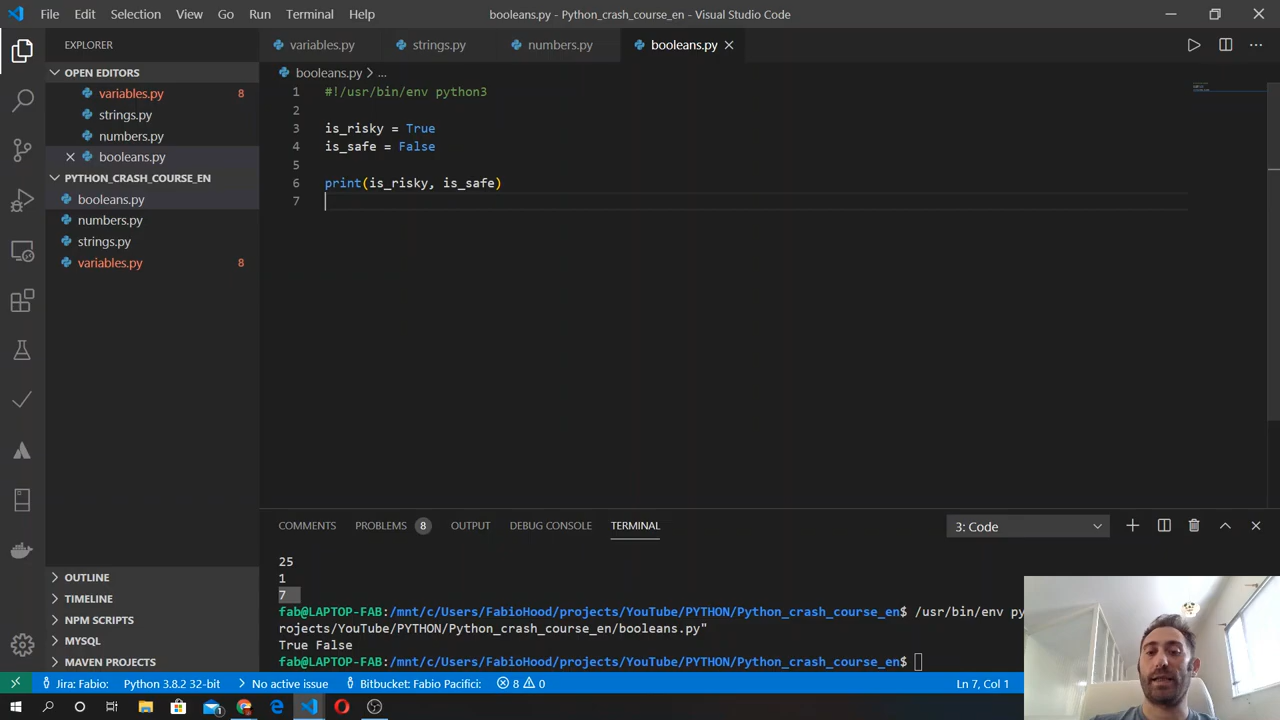 File Edit Selection View Go Run Terminal Help
booleans.py - Python_crash_course_en - Visual Studio Code
EXPLORER
OPEN EDITORS
variables.py 8
strings.py
numbers.py
booleans.py
PYTHON_CRASH_COURSE_EN
booleans.py
numbers.py
strings.py
variables.py 8
OUTLINE
TIMELINE
NPM SCRIPTS
MYSQL
MAVEN PROJECTS
variables.py strings.py numbers.py booleans.py
booleans.py > ...
1 #!/usr/bin/env python3
2
3 is_risky = True
4 is_safe = False
5
6 print(is_risky, is_safe)
7
COMMENTS PROBLEMS 8 OUTPUT DEBUG CONSOLE TERMINAL
3: Code
25
1
7
fab@LAPTOP-FAB:/mnt/c/Users/FabioHood/projects/YouTube/PYTHON/Python_crash_course_en$ /usr/bin/env py
rojects/YouTube/PYTHON/Python_crash_course_en/booleans.py"
True False
fab@LAPTOP-FAB:/mnt/c/Users/FabioHood/projects/YouTube/PYTHON/Python_crash_course_en$
Jira: Fabio: Python 3.8.2 32-bit No active issue Bitbucket: Fabio Pacifici: 8 0 Ln 7, Col 1